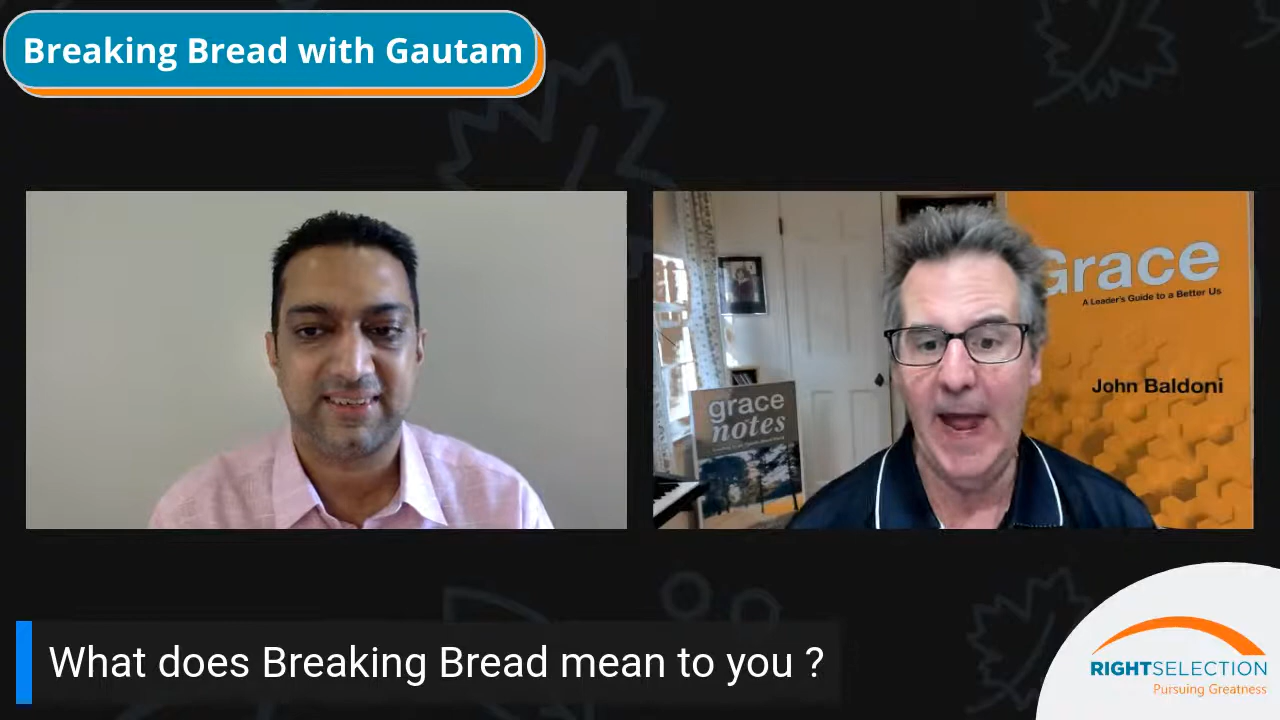 Breaking Bread with Gautam
Grace
A Leader's Guide to a Better Us
John Baldoni
grace
notes
What does Breaking Bread mean to you ?
RIGHTSELECTION
Pursuing Greatness